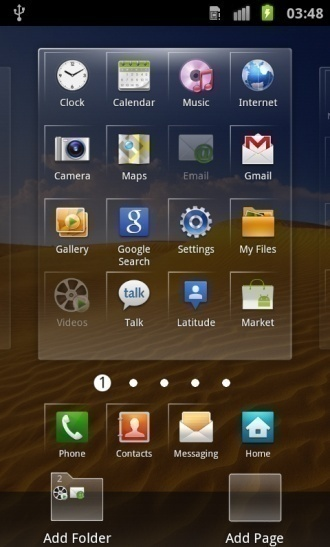 03:48
Clock Calendar Music Internet
Camera Maps Email Gmail
Gallery Google Search Settings My Files
Videos Talk Latitude Market
talk
1
Phone Contacts Messaging Home
2
Add Folder Add Page